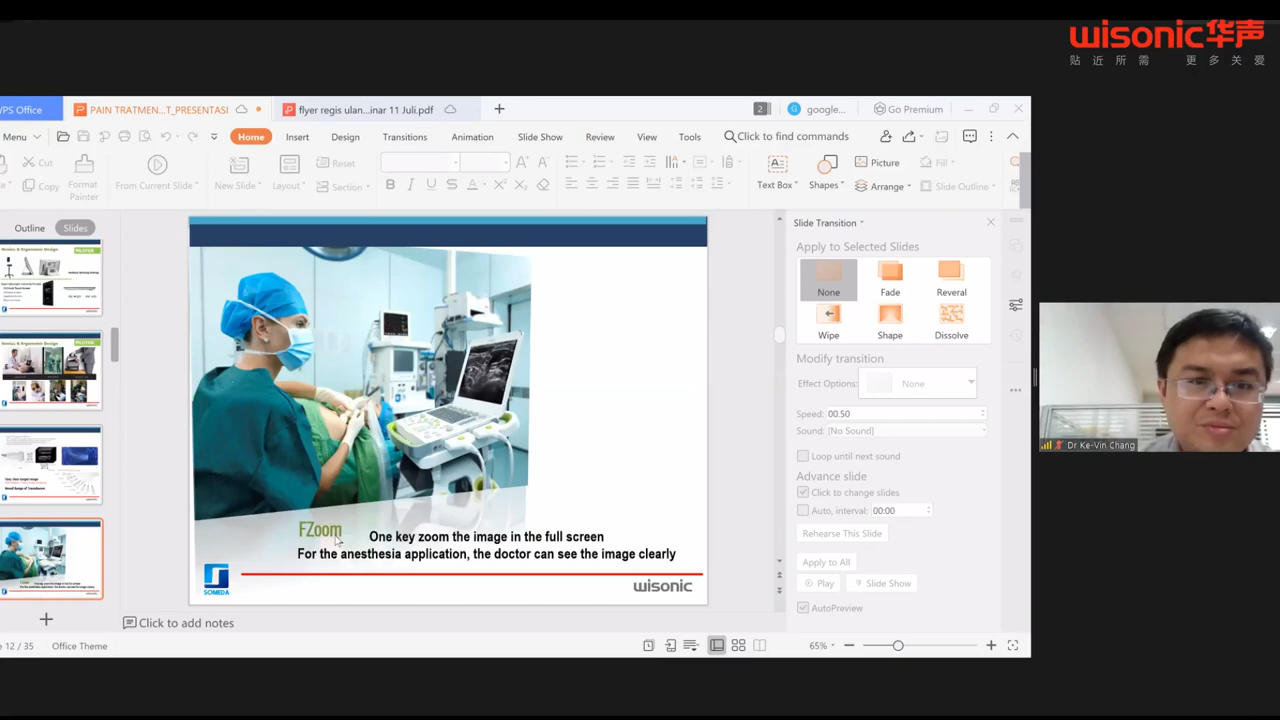 wisonic华声
贴近所需 更多关爱
WPS Office
PAIN TRATMEN...T_PRESENTASI
flyer regis ulan...inar 11 Juli.pdf
2
google...
Go Premium
Menu
Home
Insert
Design
Transitions
Animation
Slide Show
Review
View
Tools
Click to find commands
Cut
Copy
Format
Painter
From Current Slide
New Slide
Layout
Reset
Section
B I U S A X² X₂
Text Box
Shapes
Picture
Arrange
Fill
Slide Outline
Outline
Slides
FZoom
One key zoom the image in the full screen
For the anesthesia application, the doctor can see the image clearly
SOMEDA
wisonic
Slide Transition
Apply to Selected Slides
None
Fade
Reveral
Wipe
Shape
Dissolve
Modify transition
Effect Options:
None
Speed: 00.50
Sound: [No Sound]
Loop until next sound
Advance slide
Click to change slides
Auto, interval: 00:00
Rehearse This Slide
Apply to All
Play
Slide Show
AutoPreview
Dr Ke-Vin Chang
Click to add notes
12 / 35
Office Theme
65%